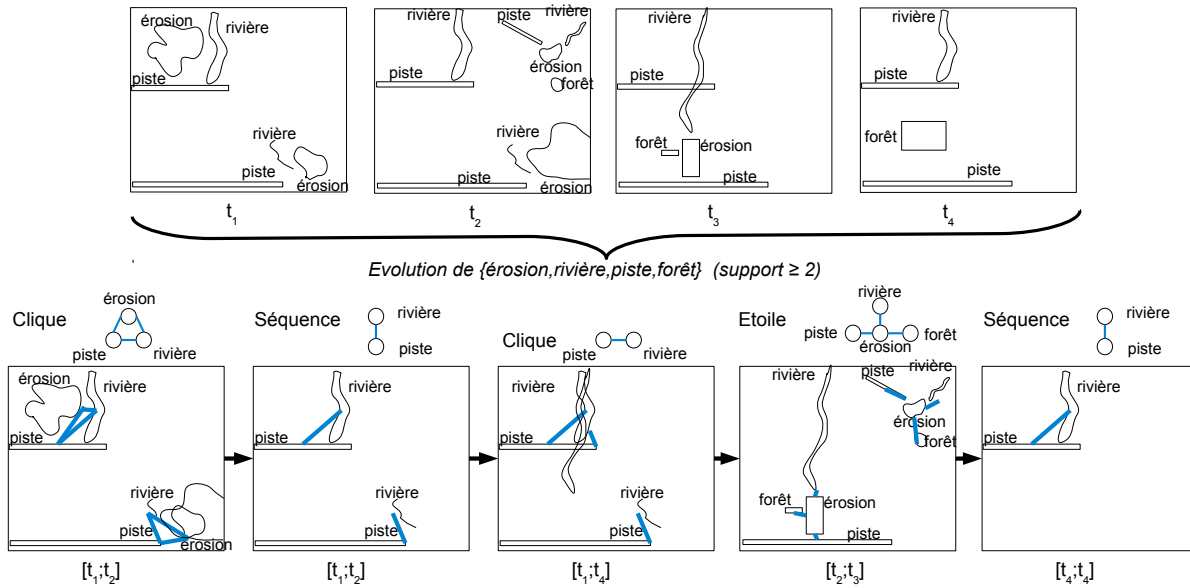 érosion
rivière
piste
rivière
piste
érosion
piste
rivière
rivière
érosion
piste
forêt
rivière
piste
érosion
rivière
piste
forêt
érosion
piste
rivière
piste
forêt
piste
t1
t2
t3
t4
Evolution de {érosion,rivière,piste,forêt} (support ≥ 2)
Clique
érosion
piste
rivière
Séquence
rivière
piste
Clique
piste
rivière
Etoile
rivière
piste
forêt
érosion
Séquence
rivière
piste
érosion
rivière
piste
rivière
piste
érosion
rivière
piste
rivière
piste
rivière
piste
rivière
piste
rivière
piste
rivière
érosion
forêt
forêt
érosion
piste
rivière
piste
[t1;t2]
[t1;t2]
[t1;t4]
[t2;t3]
[t4;t4]